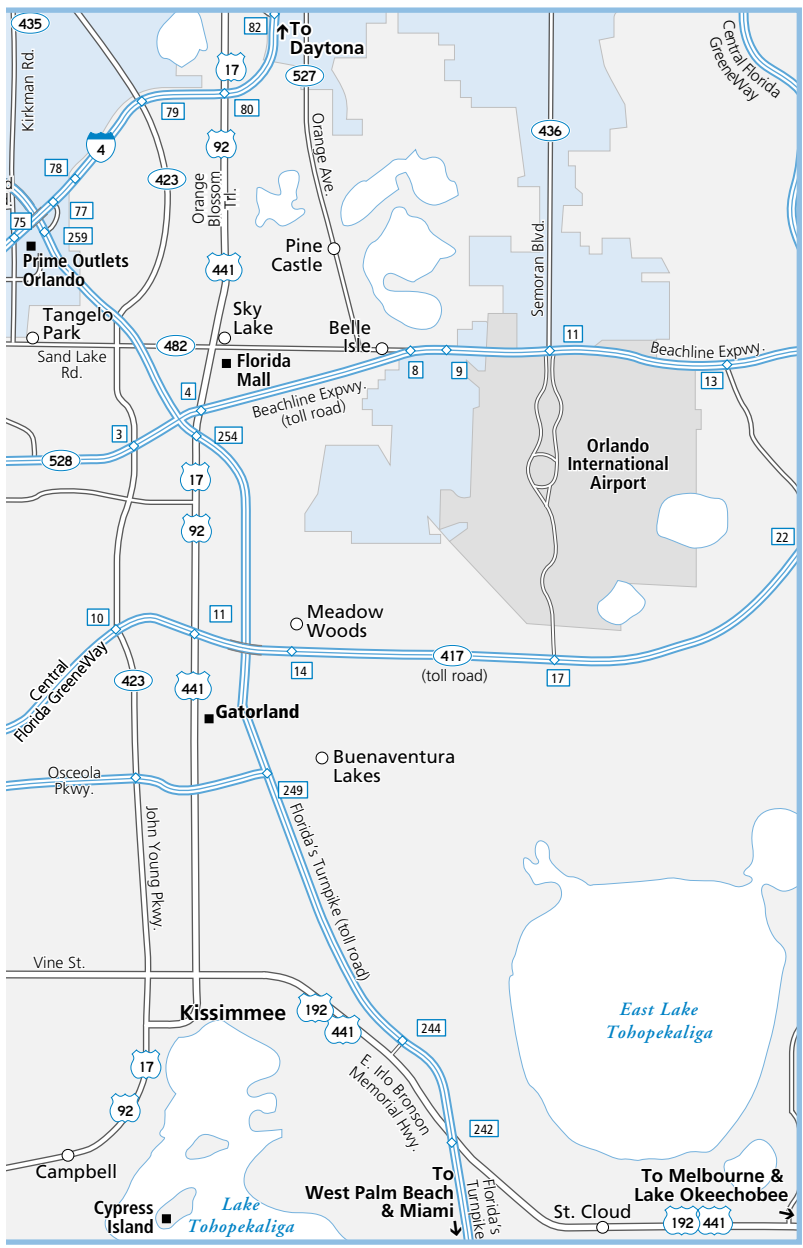 435
82
To
Daytona
17
527
Central Florida
GreeneWay
Kirkman Rd.
79
80
4
92
436
Orange Ave.
78
423
Orange
Blossom
Trl.
77
75
259
Prime Outlets
Orlando
Pine
Castle
441
Semoran Blvd.
Tangelo
Park
Sky
Lake
Belle
Isle
11
Beachline Expwy.
482
Sand Lake
Rd.
Florida
Mall
8
9
13
4
Beachline Expwy.
(toll road)
3
254
528
17
Orlando
International
Airport
92
22
10
11
Meadow
Woods
417
(toll road)
14
17
Central
Florida GreeneWay
423
441
Gatorland
Buenaventura
Lakes
Osceola
Pkwy.
249
John Young Pkwy.
Florida's Turnpike (toll road)
Vine St.
Kissimmee
192
441
244
East Lake
Tohopekaliga
17
E. Irlo Bronson
Memorial Hwy.
92
242
Campbell
To
West Palm Beach
& Miami
Florida's
Turnpike
To Melbourne &
Lake Okeechobee
Cypress
Island
Lake
Tohopekaliga
St. Cloud
192
441